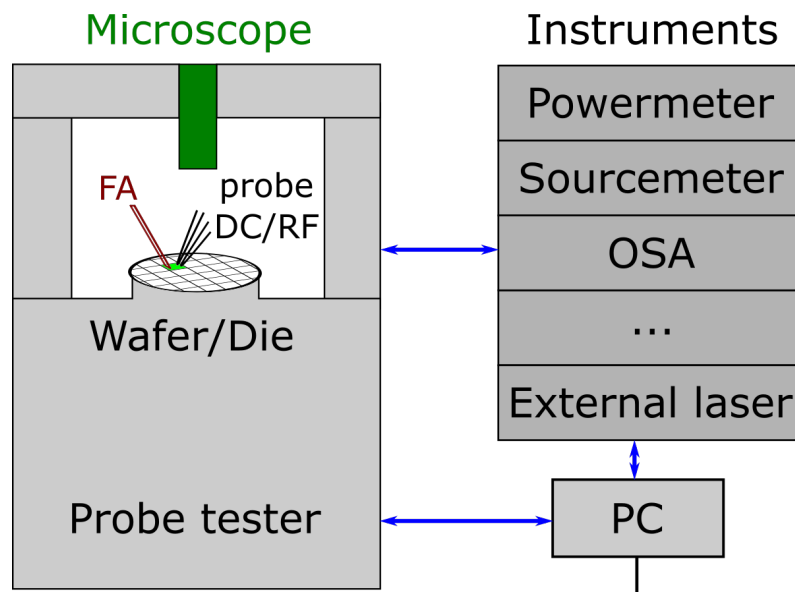 Microscope
FA
probe
DC/RF
Wafer/Die
Probe tester
Instruments
Powermeter
Sourcemeter
OSA
...
External laser
PC